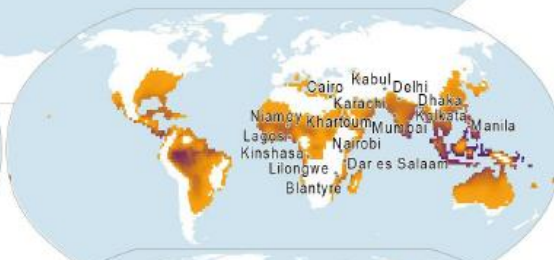 Kabul
Cairo
Delhi
Karachi
Dhaka
Niamey
Khartoum
Mumbai
Kolkata
Manila
Lagos
Nairobi
Kinshasa
Dar es Salaam
Lilongwe
Blantyre